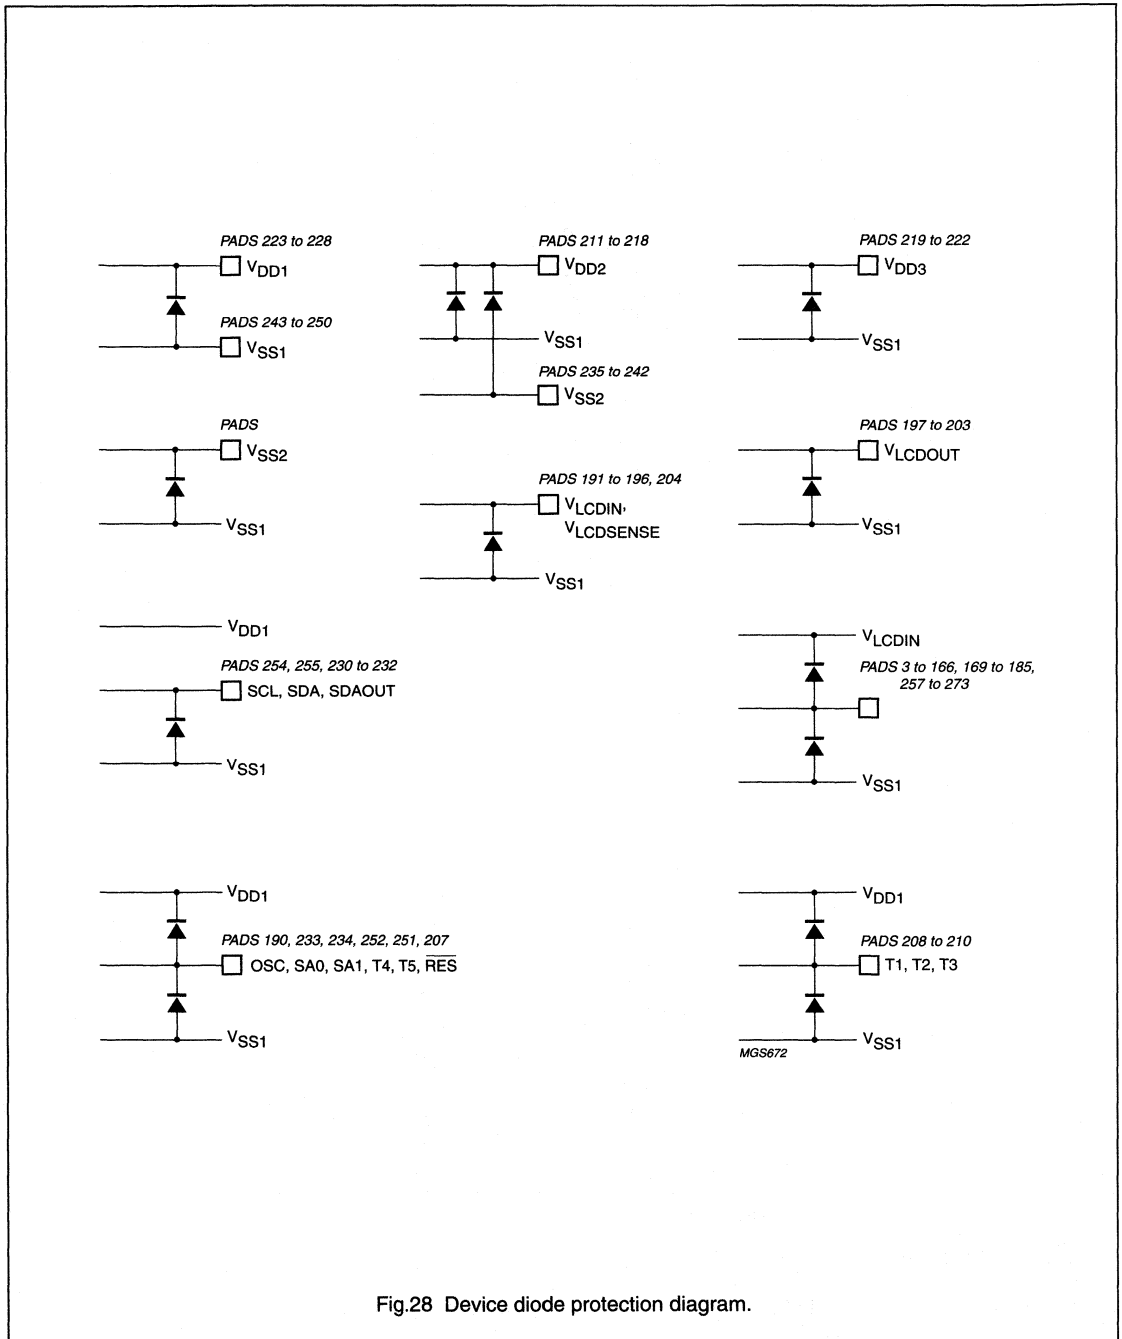 PADS 223 to 228
VDD1
PADS 243 to 250
VSS1
PADS 211 to 218
VDD2
VSS1
PADS 235 to 242
VSS2
PADS 219 to 222
VDD3
VSS1
PADS
VSS2
VSS1
PADS 191 to 196, 204
VLCDIN,
VLCDSENSE
VSS1
PADS 197 to 203
VLCDOUT
VSS1
VDD1
PADS 254, 255, 230 to 232
SCL, SDA, SDAOUT
VSS1
VLCDIN
PADS 3 to 166, 169 to 185,
257 to 273
VSS1
VDD1
PADS 190, 233, 234, 252, 251, 207
OSC, SA0, SA1, T4, T5, R̅E̅S̅
VSS1
VDD1
PADS 208 to 210
T1, T2, T3
VSS1
MGS672
Fig.28 Device diode protection diagram.